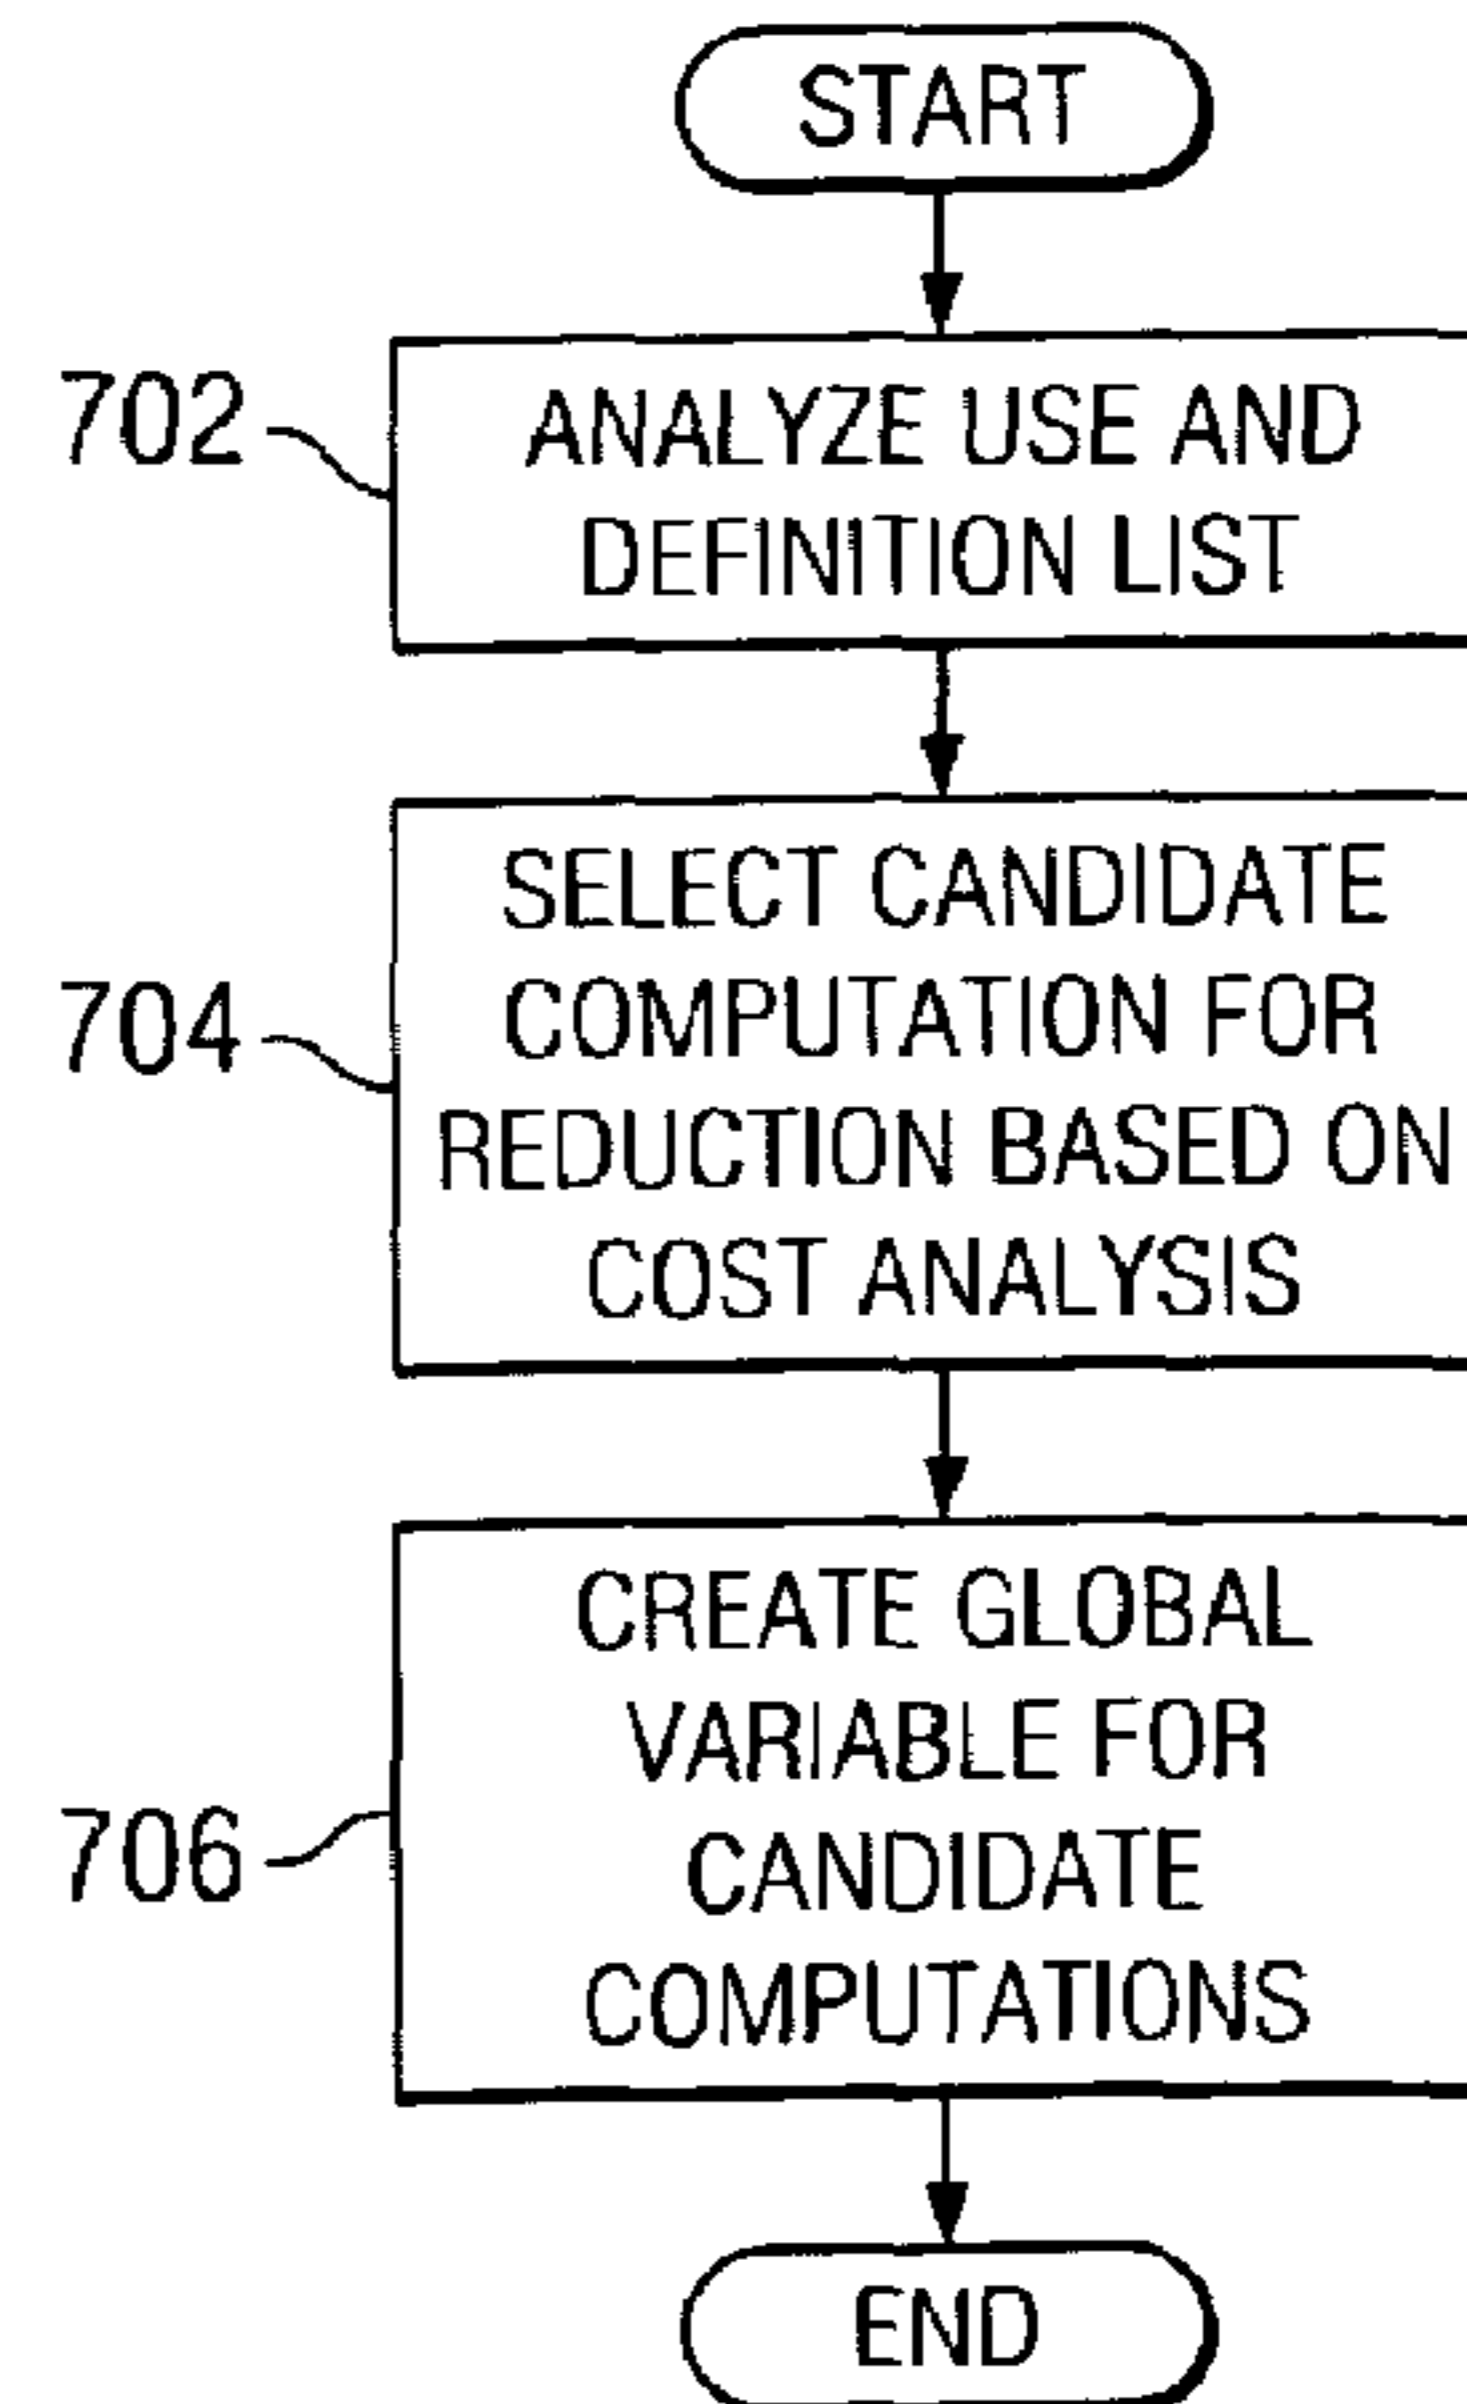 START
702
ANALYZE USE AND
DEFINITION LIST
704
SELECT CANDIDATE
COMPUTATION FOR
REDUCTION BASED ON
COST ANALYSIS
706
CREATE GLOBAL
VARIABLE FOR
CANDIDATE
COMPUTATIONS
END